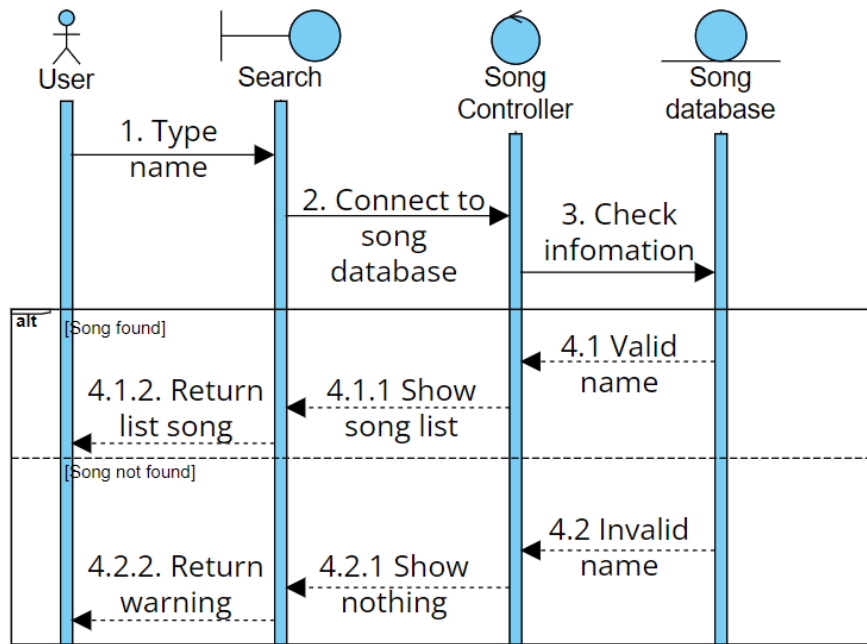 User
Search
Song
Controller
Song
database
1. Type
name
2. Connect to
song
database
3. Check
infomation
alt
[Song found]
4.1 Valid
name
4.1.1 Show
song list
4.1.2. Return
list song
[Song not found]
4.2 Invalid
name
4.2.1 Show
nothing
4.2.2. Return
warning